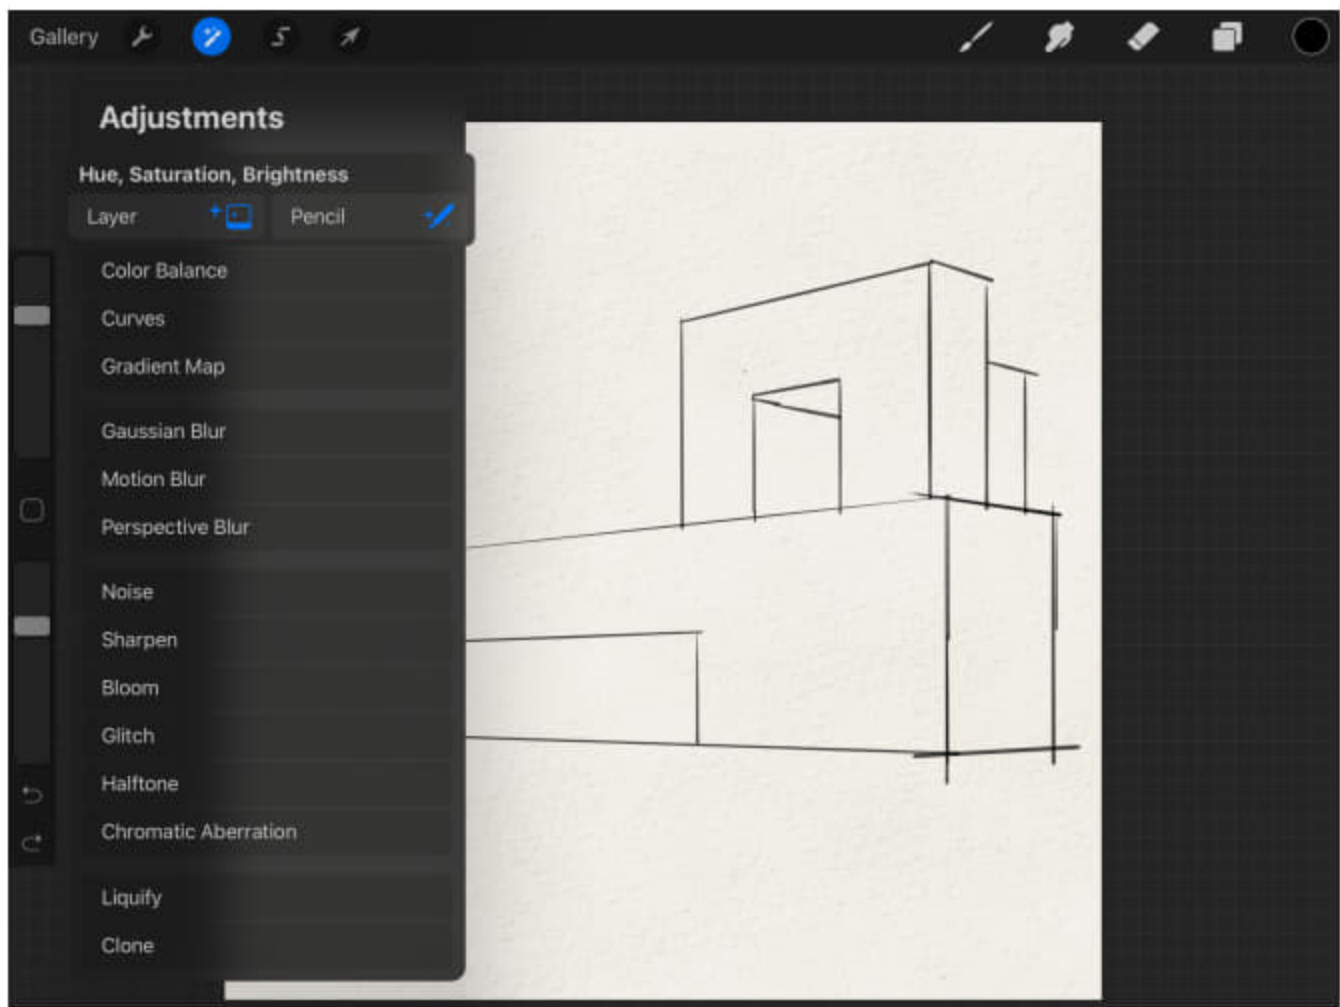 Gallery
Adjustments
Hue, Saturation, Brightness
Layer Pencil
Color Balance
Curves
Gradient Map
Gaussian Blur
Motion Blur
Perspective Blur
Noise
Sharpen
Bloom
Glitch
Halftone
Chromatic Aberration
Liquify
Clone